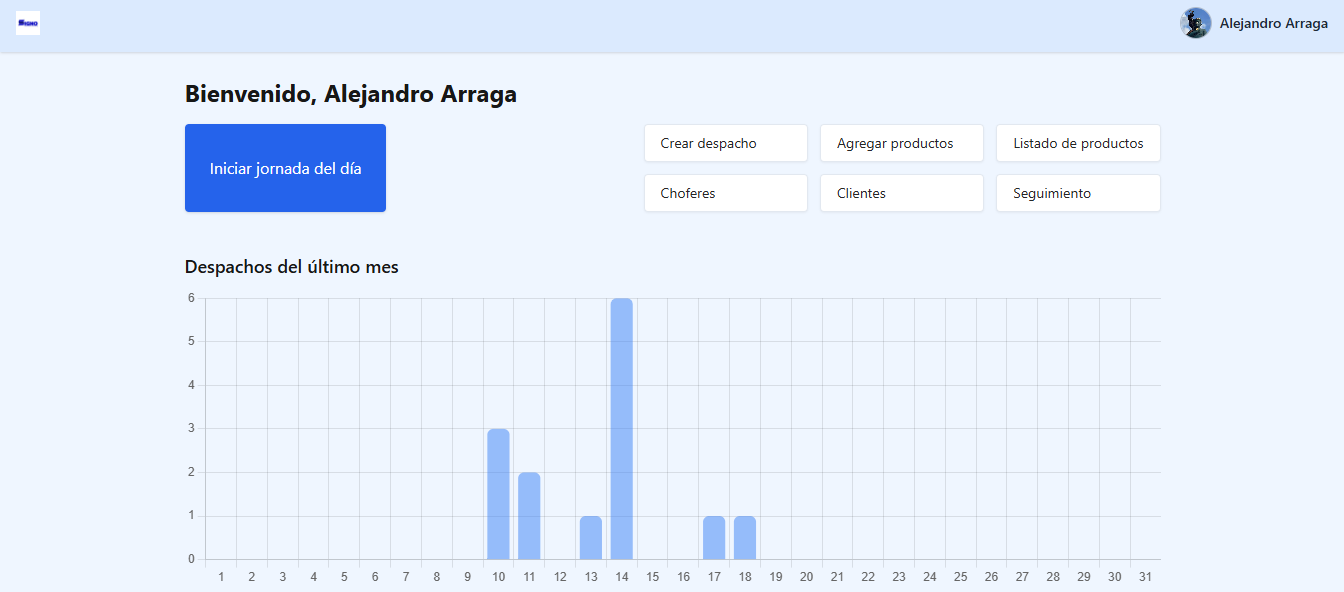 Signo
Alejandro Arraga
Bienvenido, Alejandro Arraga
Iniciar jornada del día
Crear despacho
Agregar productos
Listado de productos
Choferes
Clientes
Seguimiento
Despachos del último mes
6
5
4
3
2
1
0
1 2 3 4 5 6 7 8 9 10 11 12 13 14 15 16 17 18 19 20 21 22 23 24 25 26 27 28 29 30 31